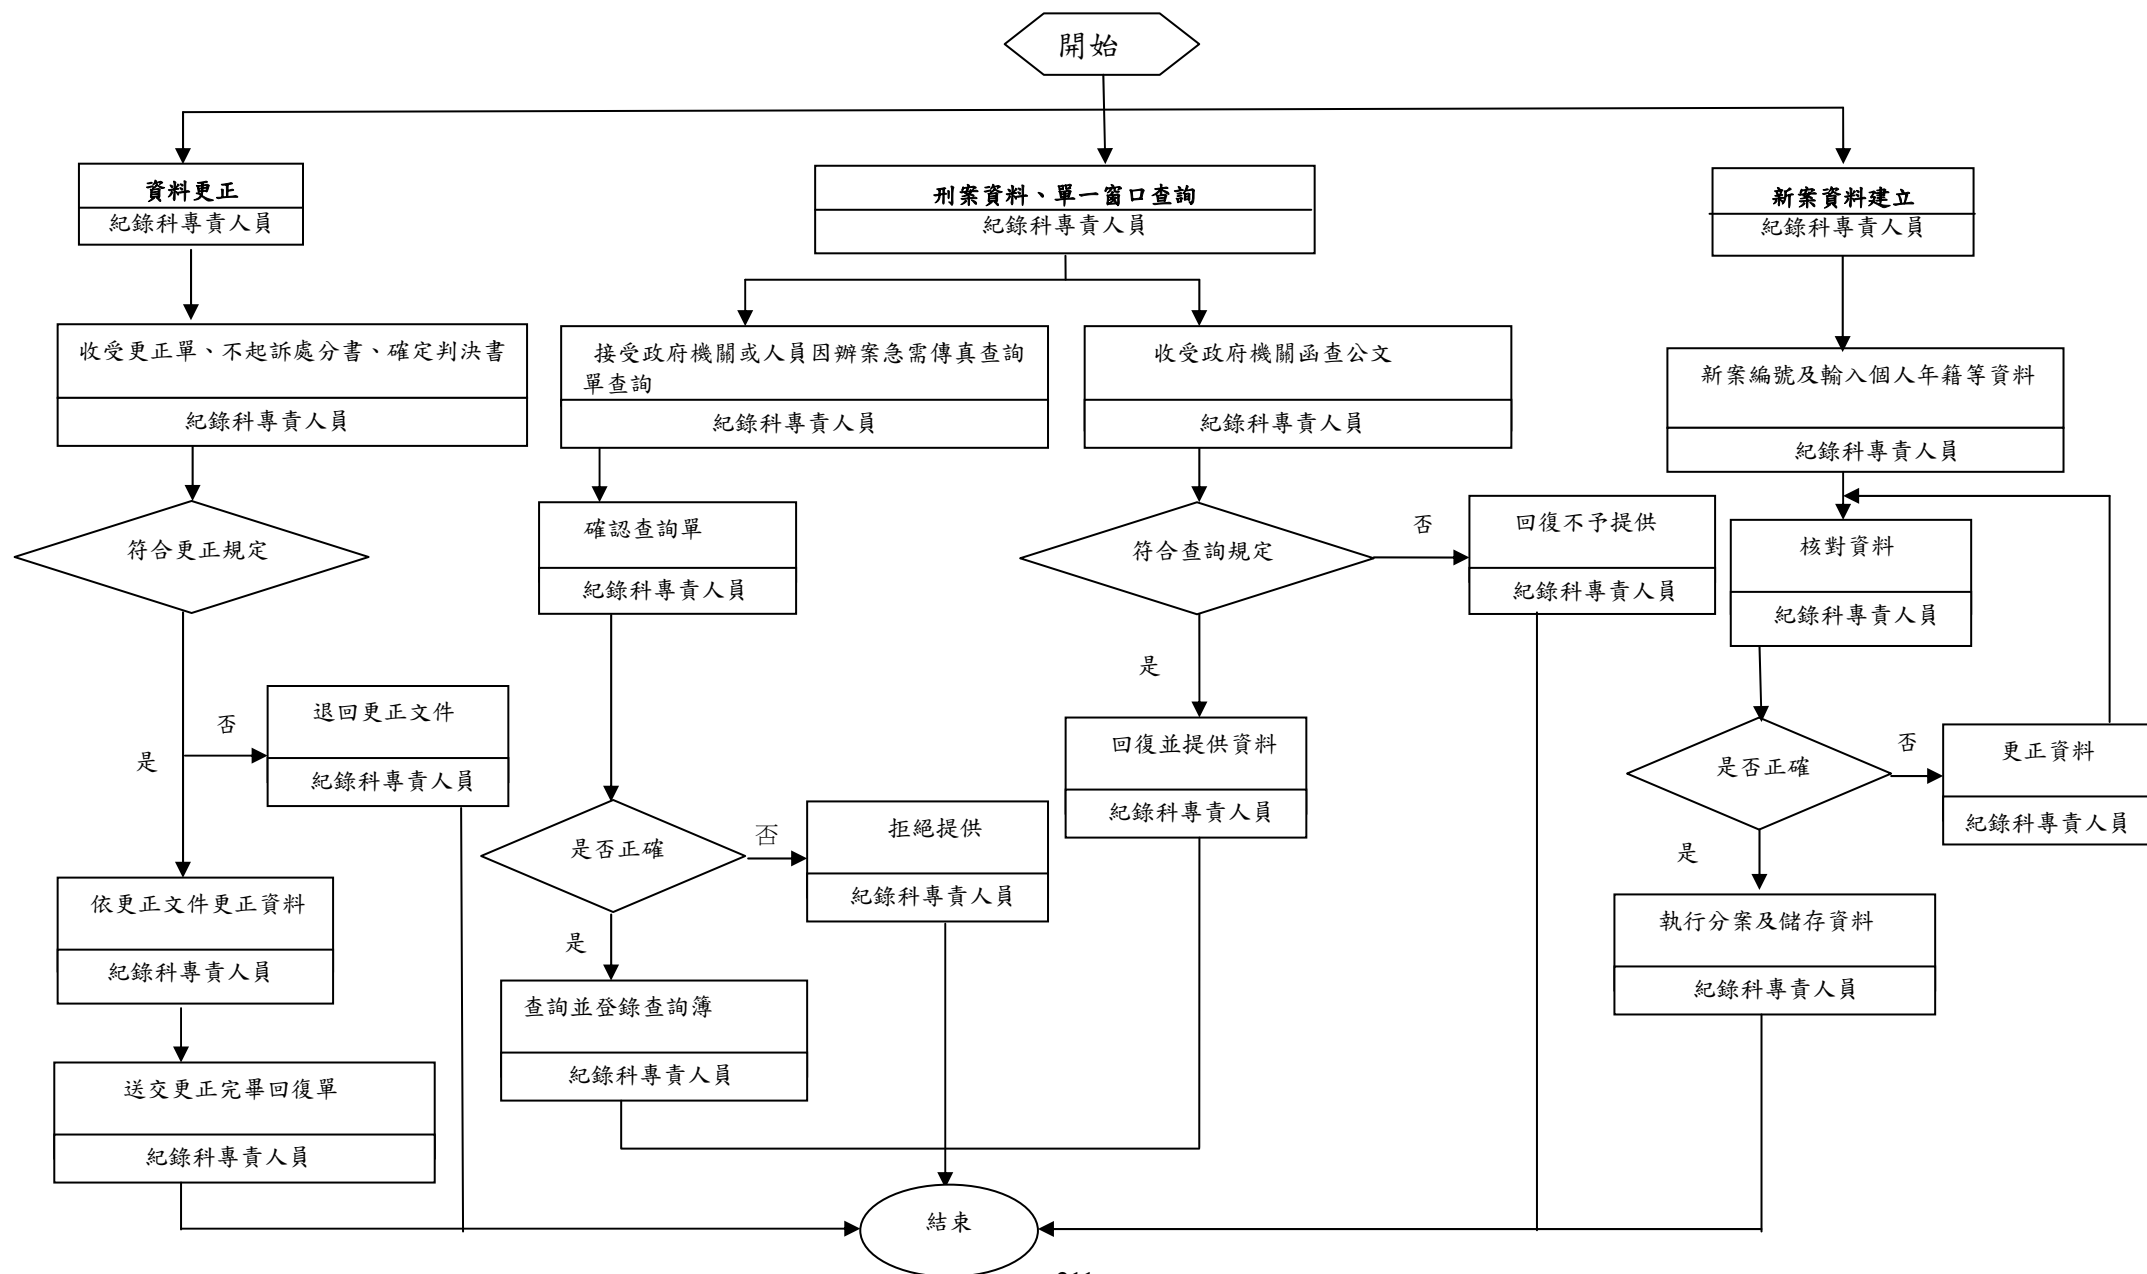 開始
資料更正
紀錄科專責人員
刑案資料、單一窗口查詢
紀錄科專責人員
新案資料建立
紀錄科專責人員
收受更正單、不起訴處分書、確定判決書
紀錄科專責人員
接受政府機關或人員因辦案急需傳真查詢
單查詢
紀錄科專責人員
收受政府機關函查公文
紀錄科專責人員
新案編號及輸入個人年籍等資料
紀錄科專責人員
符合更正規定
確認查詢單
紀錄科專責人員
符合查詢規定
否
回復不予提供
紀錄科專責人員
核對資料
紀錄科專責人員
是
否
退回更正文件
紀錄科專責人員
是
回復並提供資料
紀錄科專責人員
是否正確
否
更正資料
紀錄科專責人員
是否正確
否
拒絕提供
紀錄科專責人員
是
是
依更正文件更正資料
紀錄科專責人員
查詢並登錄查詢簿
紀錄科專責人員
執行分案及儲存資料
紀錄科專責人員
送交更正完畢回復單
紀錄科專責人員
結束